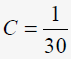 C = 1/30